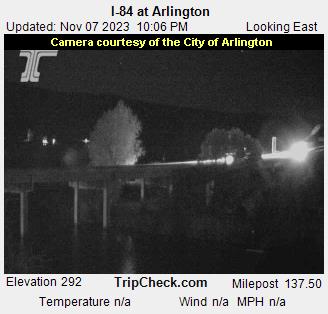 I-84 at Arlington
Updated: Nov 07 2023 10:06 PM Looking East
Camera courtesy of the City of Arlington
Elevation 292 TripCheck.com Milepost 137.50
Temperature n/a Wind n/a MPH n/a